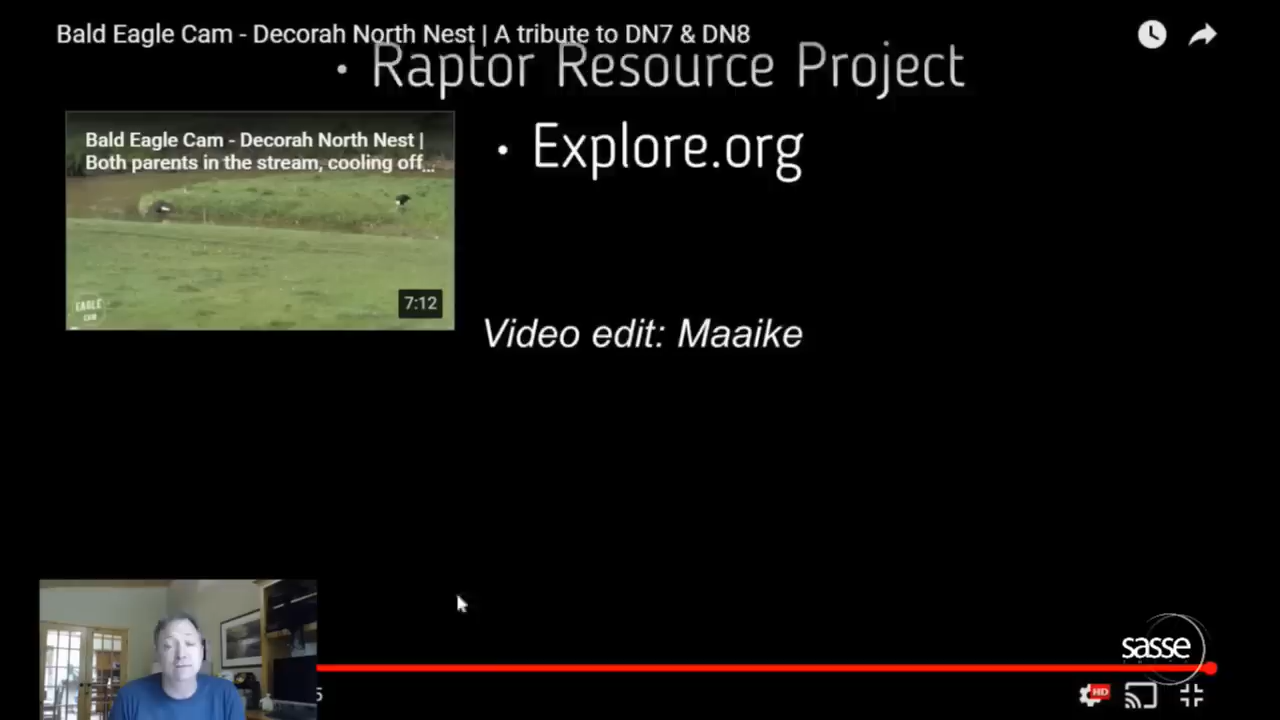 Bald Eagle Cam - Decorah North Nest | A tribute to DN7 & DN8
• Raptor Resource Project
Bald Eagle Cam - Decorah North Nest |
Both parents in the stream, cooling off...
• Explore.org
EAGLE
CAM
7:12
Video edit: Maaike
sasse
5
HD